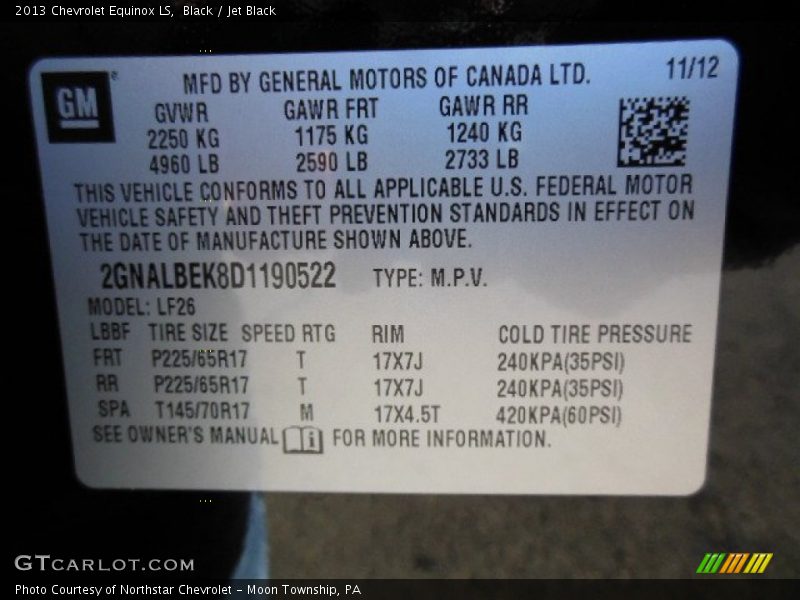 2013 Chevrolet Equinox LS, Black / Jet Black
GM
MFD BY GENERAL MOTORS OF CANADA LTD. 11/12
GVWR GAWR FRT GAWR RR
2250 KG 1175 KG 1240 KG
4960 LB 2590 LB 2733 LB
THIS VEHICLE CONFORMS TO ALL APPLICABLE U.S. FEDERAL MOTOR
VEHICLE SAFETY AND THEFT PREVENTION STANDARDS IN EFFECT ON
THE DATE OF MANUFACTURE SHOWN ABOVE.
2GNALBEK8D1190522 TYPE: M.P.V.
MODEL: LF26
LBBF TIRE SIZE SPEED RTG RIM COLD TIRE PRESSURE
FRT P225/65R17 T 17X7J 240KPA(35PSI)
RR P225/65R17 T 17X7J 240KPA(35PSI)
SPA T145/70R17 M 17X4.5T 420KPA(60PSI)
SEE OWNER'S MANUAL i FOR MORE INFORMATION.
GTCARLOT.COM
Photo Courtesy of Northstar Chevrolet - Moon Township, PA